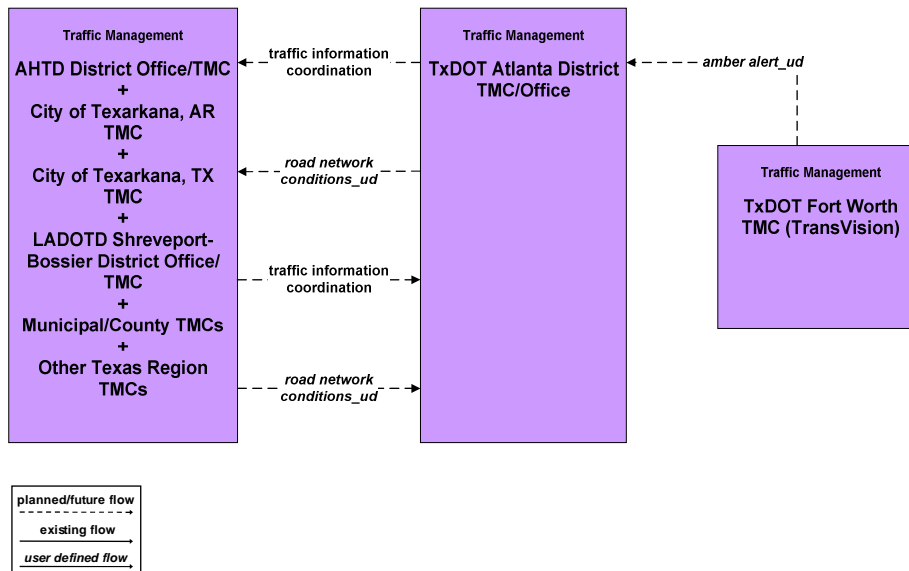 Traffic Management
AHTD District Office/TMC
+
City of Texarkana, AR
TMC
+
City of Texarkana, TX
TMC
+
LADOTD Shreveport-
Bossier District Office/
TMC
+
Municipal/County TMCs
+
Other Texas Region
TMCs
traffic information
coordination
road network
conditions_ud
traffic information
coordination
road network
conditions_ud
Traffic Management
TxDOT Atlanta District
TMC/Office
amber alert_ud
Traffic Management
TxDOT Fort Worth
TMC (TransVision)
planned/future flow
existing flow
user defined flow